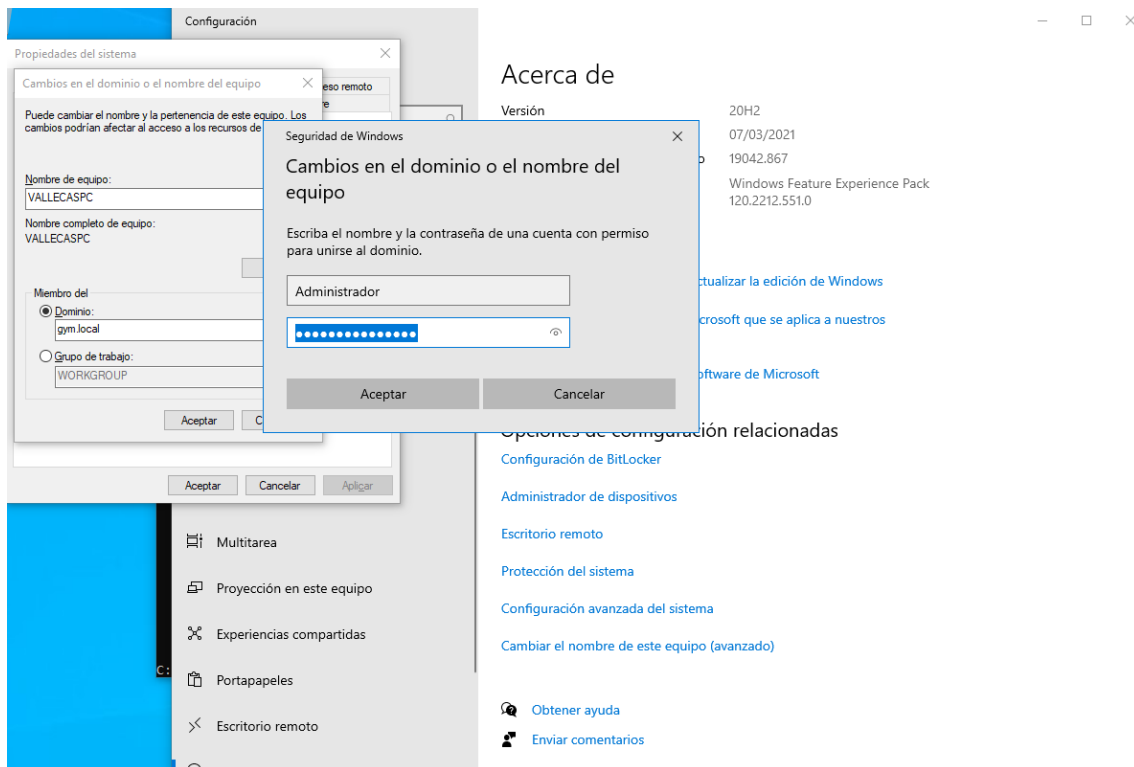 Configuración
Propiedades del sistema
Cambios en el dominio o el nombre del equipo
eso remoto
re
Puede cambiar el nombre y la pertenencia de este equipo. Los
cambios podrían afectar al acceso a los recursos de
Nombre de equipo:
VALLECASPC
Nombre completo de equipo:
VALLECASPC
Miembro del
Dominio:
gym.local
Grupo de trabajo:
WORKGROUP
Aceptar
C
Aceptar
Cancelar
Aplicar
Seguridad de Windows
Cambios en el dominio o el nombre del
equipo
Escriba el nombre y la contraseña de una cuenta con permiso
para unirse al dominio.
Administrador
Aceptar
Cancelar
Multitarea
Proyección en este equipo
Experiencias compartidas
Portapapeles
Escritorio remoto
C:
Acerca de
Versión 20H2
07/03/2021
o 19042.867
Windows Feature Experience Pack
120.2212.551.0
ctualizar la edición de Windows
crosoft que se aplica a nuestros
oftware de Microsoft
Opciones de configuración relacionadas
Configuración de BitLocker
Administrador de dispositivos
Escritorio remoto
Protección del sistema
Configuración avanzada del sistema
Cambiar el nombre de este equipo (avanzado)
Obtener ayuda
Enviar comentarios